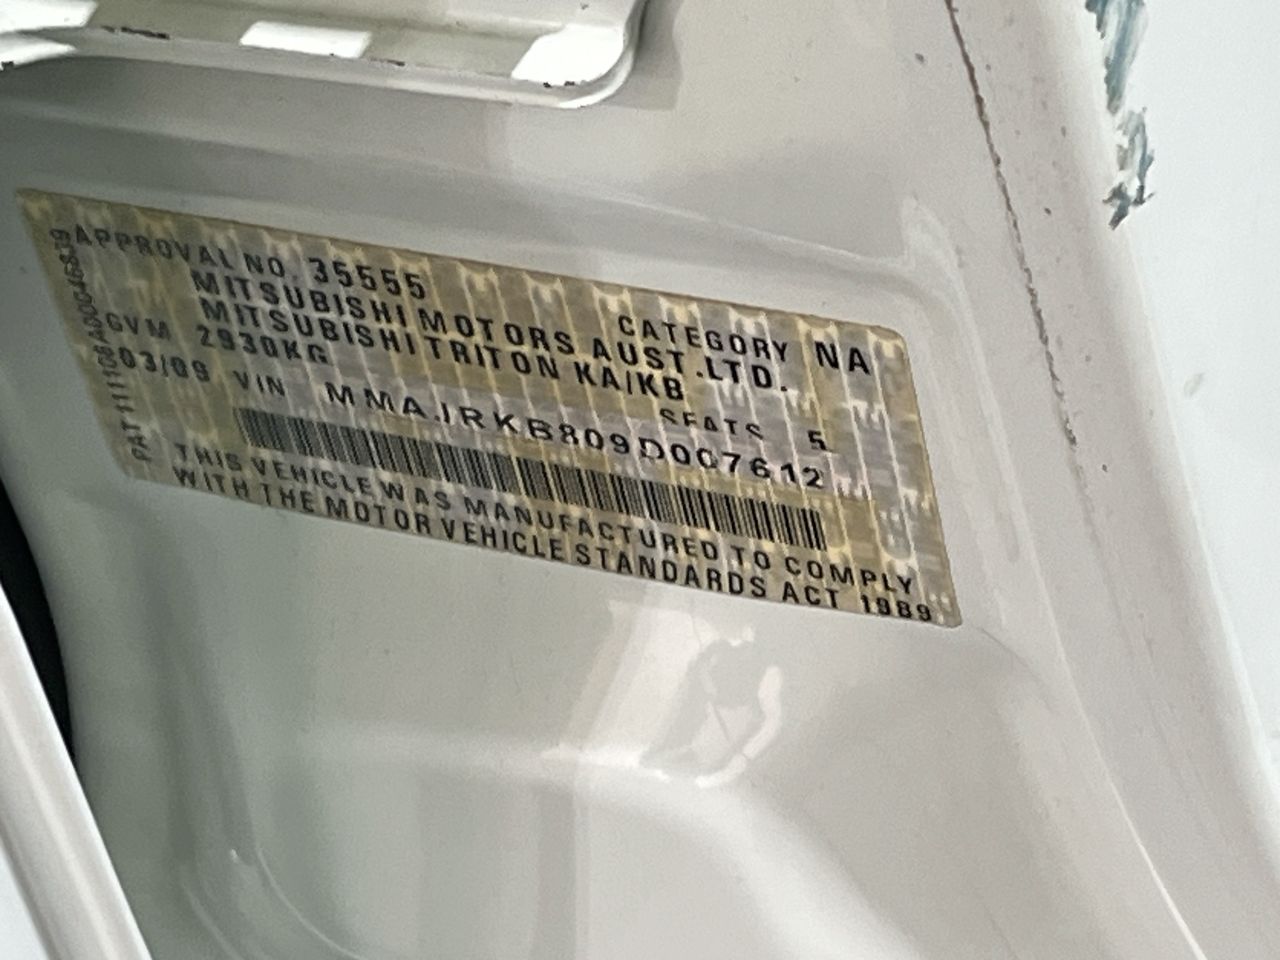 APPROVAL NO. 35555 CATEGORY NA
MITSUBISHI MOTORS AUST.LTD.
MITSUBISHI TRITON KA/KB
GVM 2930KG SEATS 5
03/09 VIN MMAJRKB809D007612
THIS VEHICLE WAS MANUFACTURED TO COMPLY
WITH THE MOTOR VEHICLE STANDARDS ACT 1989